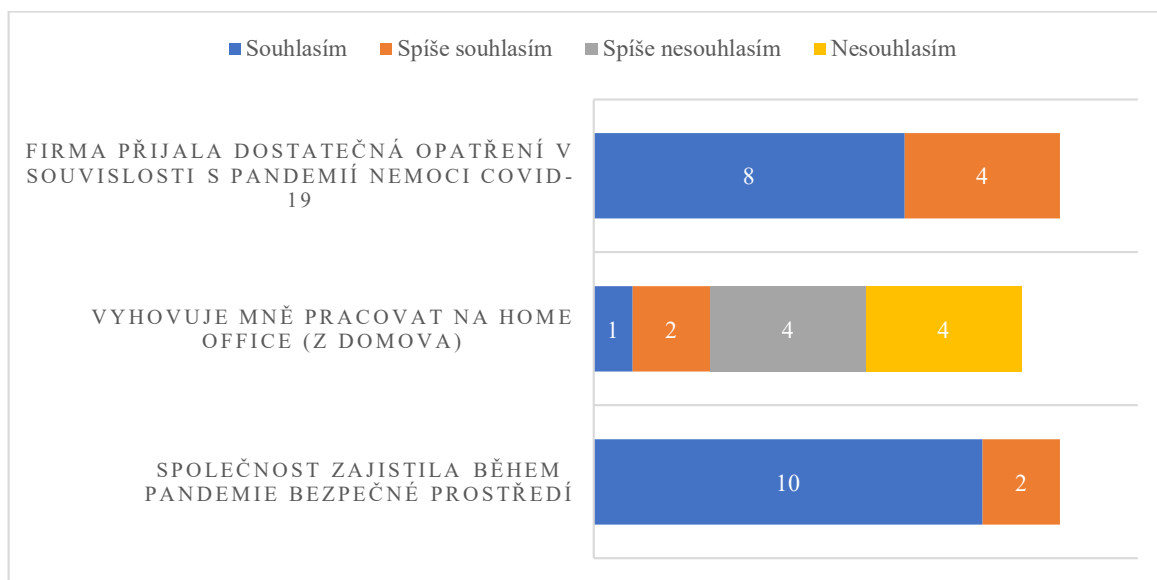 Souhlasím Spíše souhlasím Spíše nesouhlasím Nesouhlasím
FIRMA PŘIJALA DOSTATEČNÁ OPATŘENÍ V
SOUVISLOSTI S PANDEMIÍ NEMOCI COVID-
19
8 4
VYHOVUJE MNĚ PRACOVAT NA HOME
OFFICE (Z DOMOVA)
1 2 4 4
SPOLEČNOST ZAJISTILA BĚHEM
PANDEMIE BEZPEČNÉ PROSTŘEDÍ
10 2